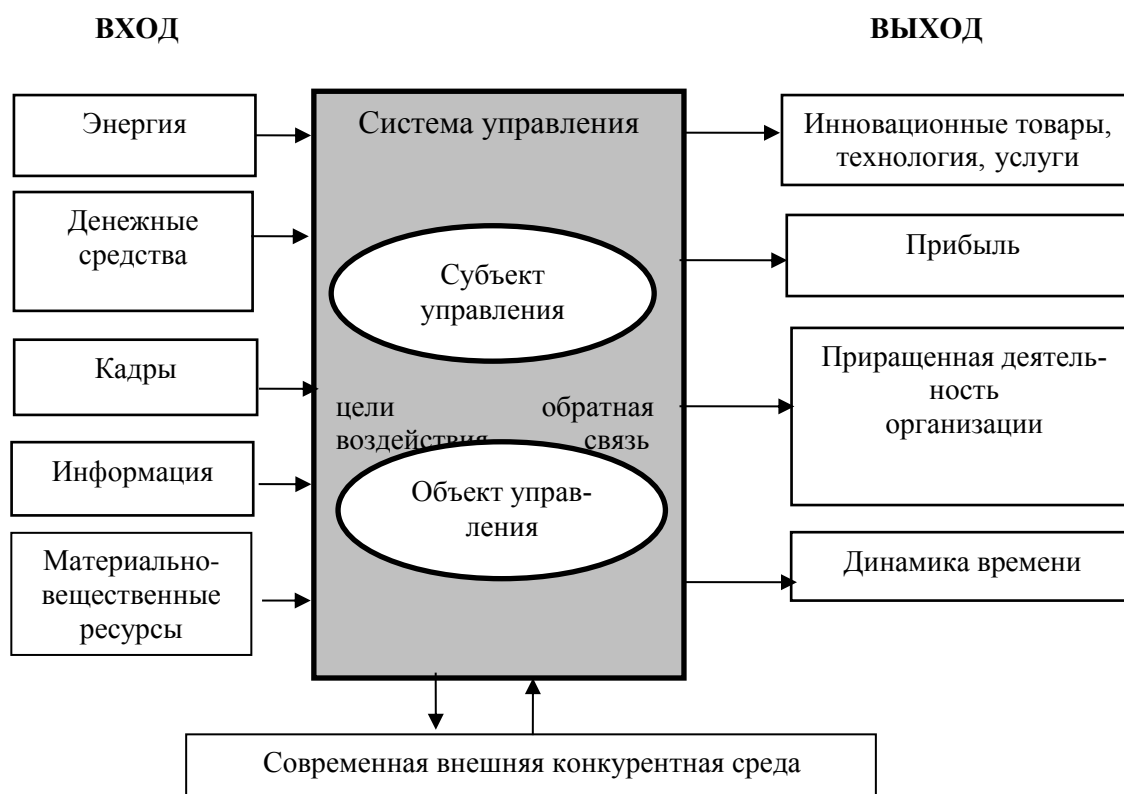 ВХОД
ВЫХОД
Энергия
Денежные
средства
Кадры
Информация
Материально-
вещественные
ресурсы
Система управления
Субъект
управления
цели обратная
воздействия связь
Объект управ-
ления
Инновационные товары,
технология, услуги
Прибыль
Приращенная деятель-
ность
организации
Динамика времени
Современная внешняя конкурентная среда